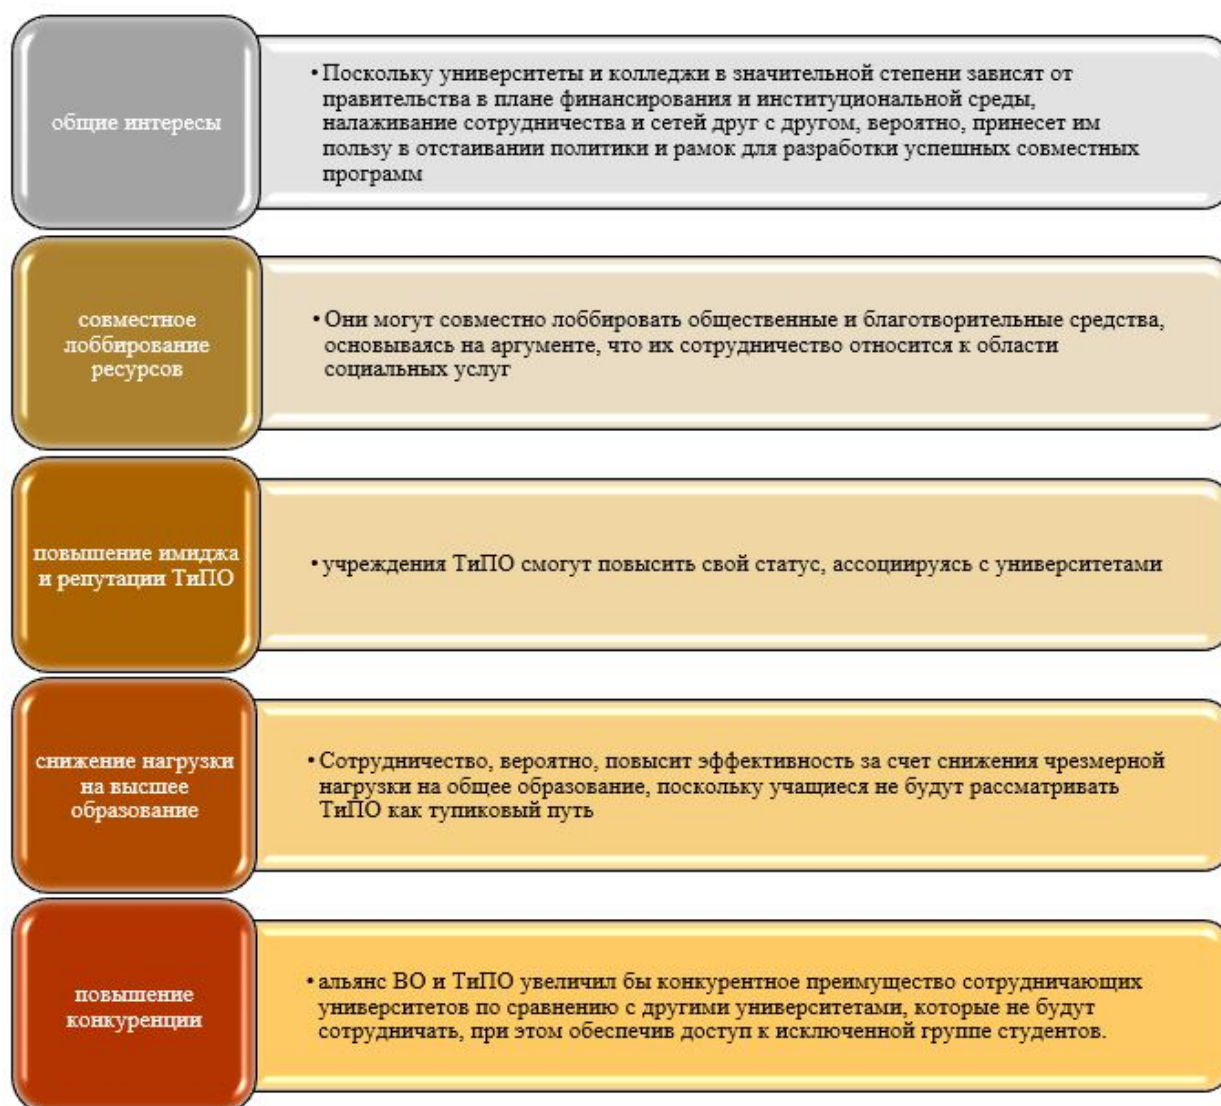 общие интересы
• Поскольку университеты и колледжи в значительной степени зависят от
правительства в плане финансирования и институциональной среды,
налаживание сотрудничества и сетей друг с другом, вероятно, принесет им
пользу в отстаивании политики и рамок для разработки успешных совместных
программ
совместное
лоббирование
ресурсов
• Они могут совместно лоббировать общественные и благотворительные средства,
основываясь на аргументе, что их сотрудничество относится к области
социальных услуг
повышение имиджа
и репутации ТиПО
• учреждения ТиПО смогут повысить свой статус, ассоциируясь с университетами
снижение нагрузки
на высшее
образование
• Сотрудничество, вероятно, повысит эффективность за счет снижения чрезмерной
нагрузки на общее образование, поскольку учащиеся не будут рассматривать
ТиПО как тупиковый путь
повышение
конкуренции
• альянс ВО и ТиПО увеличил бы конкурентное преимущество сотрудничающих
университетов по сравнению с другими университетами, которые не будут
сотрудничать, при этом обеспечив доступ к исключенной группе студентов.